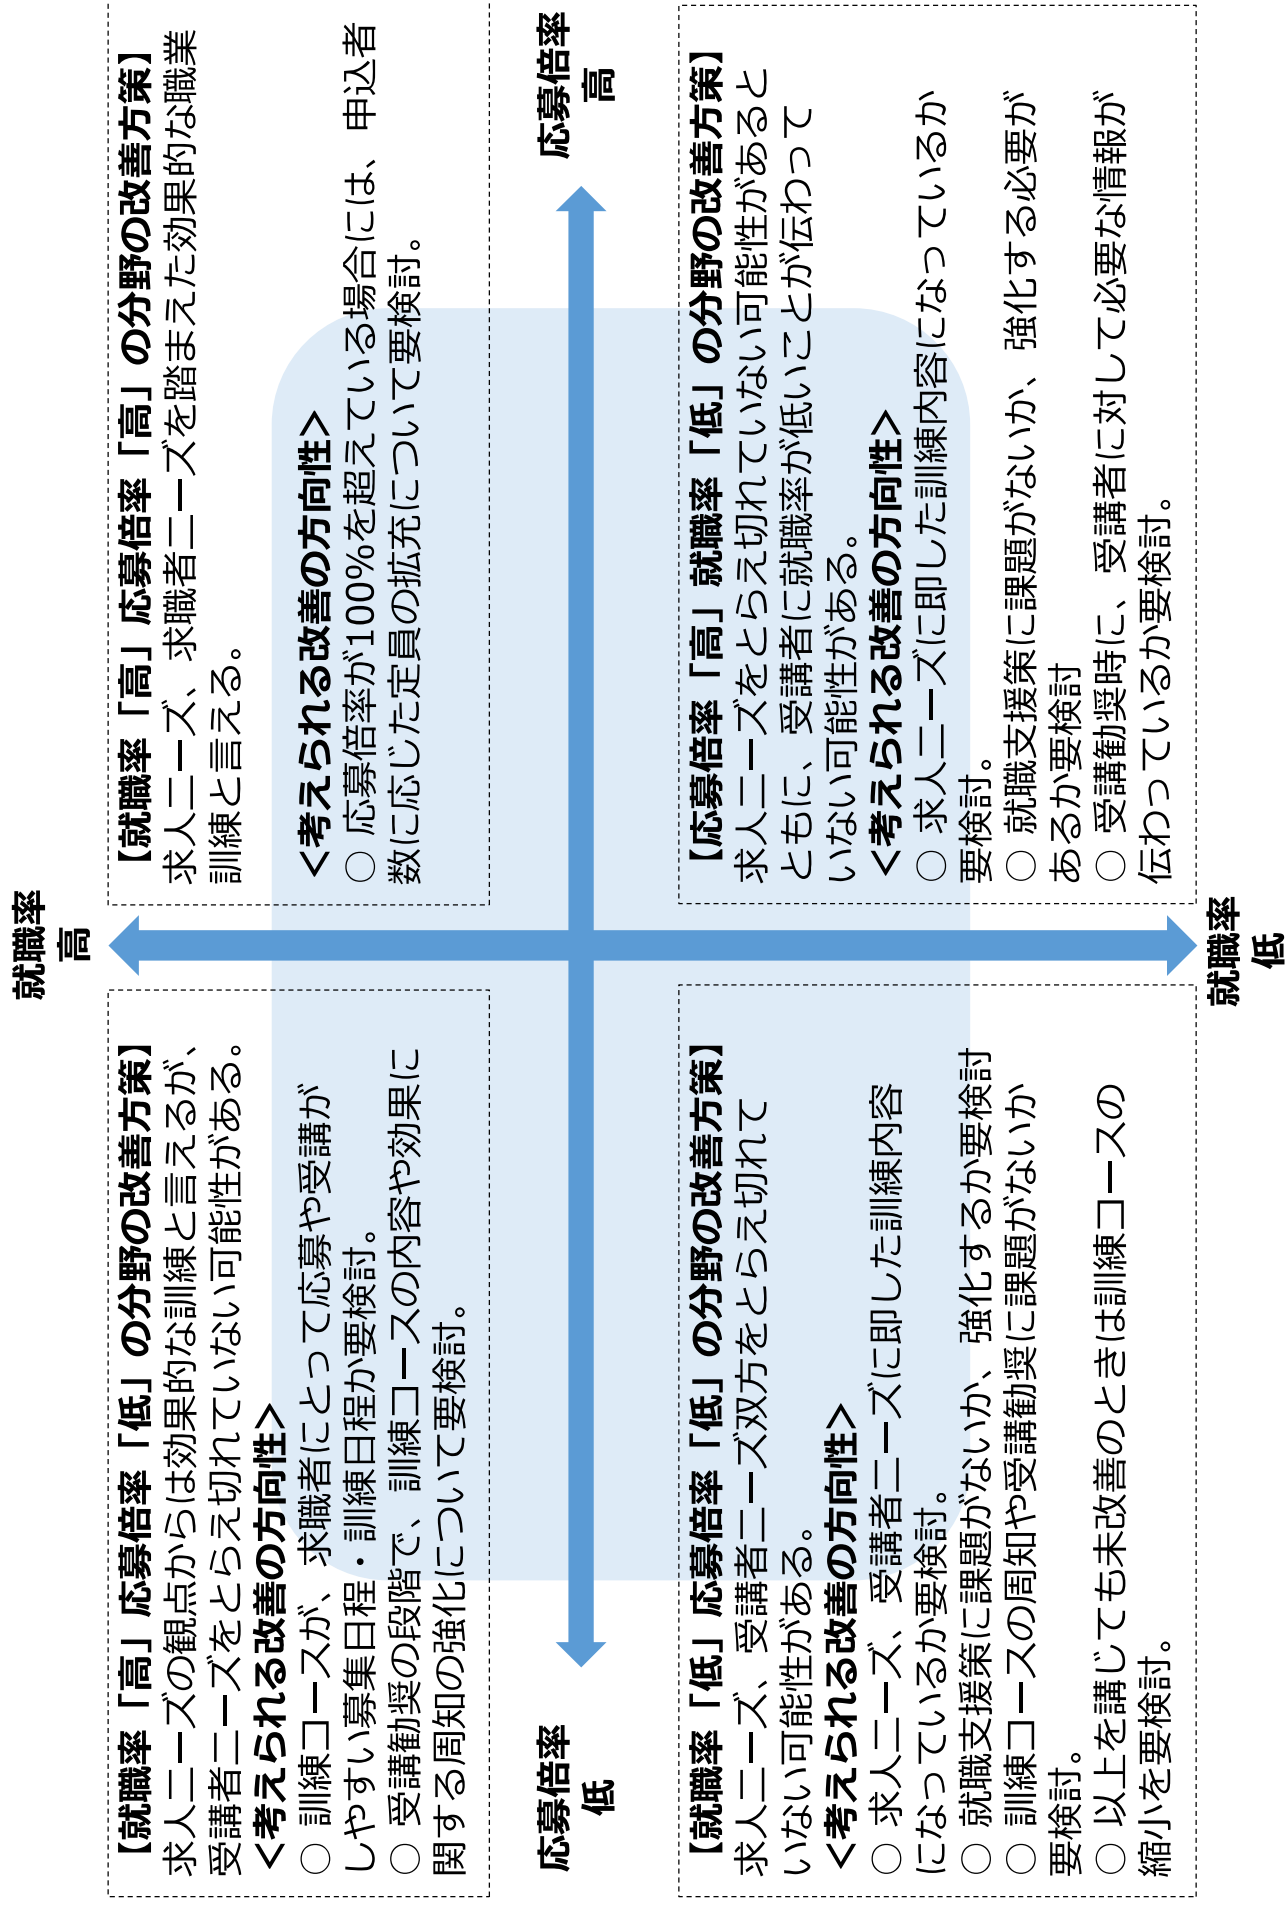 就職率
高
【就職率「高」応募倍率「低」の分野の改善方策】
求人ニーズの観点からは効果的な訓練と言えるが、
受講者ニーズをとらえ切れていない可能性がある。
＜考えられる改善の方向性＞
○ 訓練コースが、求職者にとって応募や受講が
しやすい募集日程・訓練日程か要検討。
○ 受講勧奨の段階で、訓練コースの内容や効果に
関する周知の強化について要検討。
【就職率「高」応募倍率「高」の分野の改善方策】
求人ニーズ、求職者ニーズを踏まえた効果的な職業
訓練と言える。
＜考えられる改善の方向性＞
○ 応募倍率が100%を超えている場合には、申込者
数に応じた定員の拡充について要検討。
応募倍率
低
応募倍率
高
【就職率「低」応募倍率「低」の分野の改善方策】
求人ニーズ、受講者ニーズ双方をとらえ切れて
いない可能性がある。
＜考えられる改善の方向性＞
○ 求人ニーズ、受講者ニーズに即した訓練内容
になっているか要検討。
○ 就職支援策に課題がないか、強化するか要検討
○ 訓練コースの周知や受講勧奨に課題がないか
要検討。
○ 以上を講じても未改善のときは訓練コースの
縮小を要検討。
【応募倍率「高」就職率「低」の分野の改善方策】
求人ニーズをとらえ切れていない可能性があると
ともに、受講者に就職率が低いことが伝わって
いない可能性がある。
＜考えられる改善の方向性＞
○ 求人ニーズに即した訓練内容になっているか
要検討。
○ 就職支援策に課題がないか、強化する必要が
あるか要検討
○ 受講勧奨時に、受講者に対して必要な情報が
伝わっているか要検討。
就職率
低